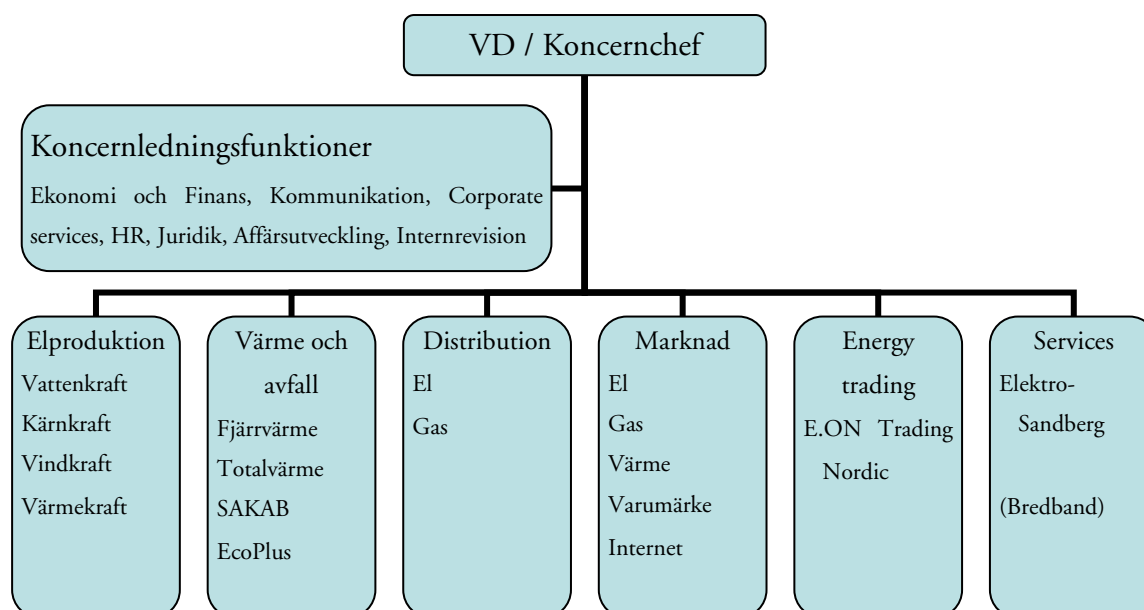 VD / Koncernchef
Koncernledningsfunktioner
Ekonomi och Finans, Kommunikation, Corporate
services, HR, Juridik, Affärsutveckling, Internrevision
Elproduktion
Vattenkraft
Kärnkraft
Vindkraft
Värmekraft
Värme och
avfall
Fjärrvärme
Totalvärme
SAKAB
EcoPlus
Distribution
El
Gas
Marknad
El
Gas
Värme
Varumärke
Internet
Energy
trading
E.ON Trading
Nordic
Services
Elektro-
Sandberg
(Bredband)